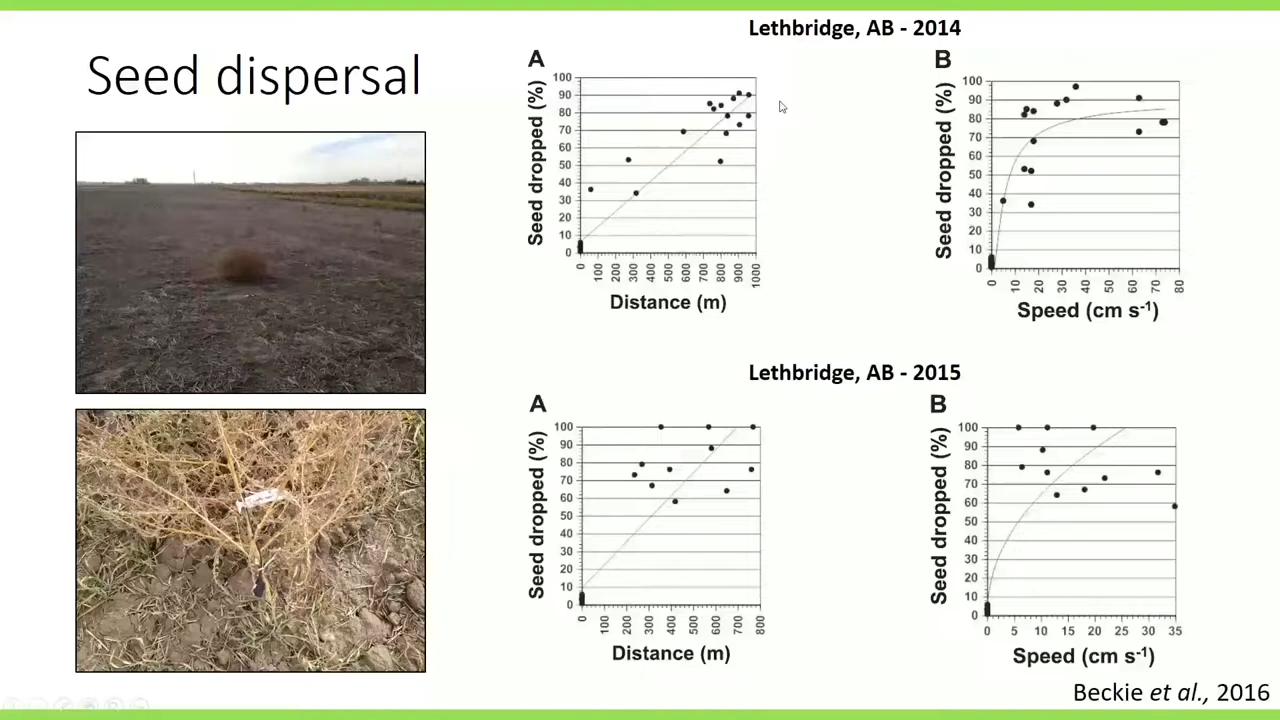 Seed dispersal
Lethbridge, AB - 2014
A
Seed dropped (%)
100
90
80
70
60
50
40
30
20
10
0
0 100 200 300 400 500 600 700 800 900 1000
Distance (m)
B
Seed dropped (%)
100
90
80
70
60
50
40
30
20
10
0
0 10 20 30 40 50 60 70 80
Speed (cm s⁻¹)
Lethbridge, AB - 2015
A
Seed dropped (%)
100
90
80
70
60
50
40
30
20
10
0
0 100 200 300 400 500 600 700 800
Distance (m)
B
Seed dropped (%)
100
90
80
70
60
50
40
30
20
10
0
0 5 10 15 20 25 30 35
Speed (cm s⁻¹)
Beckie et al., 2016